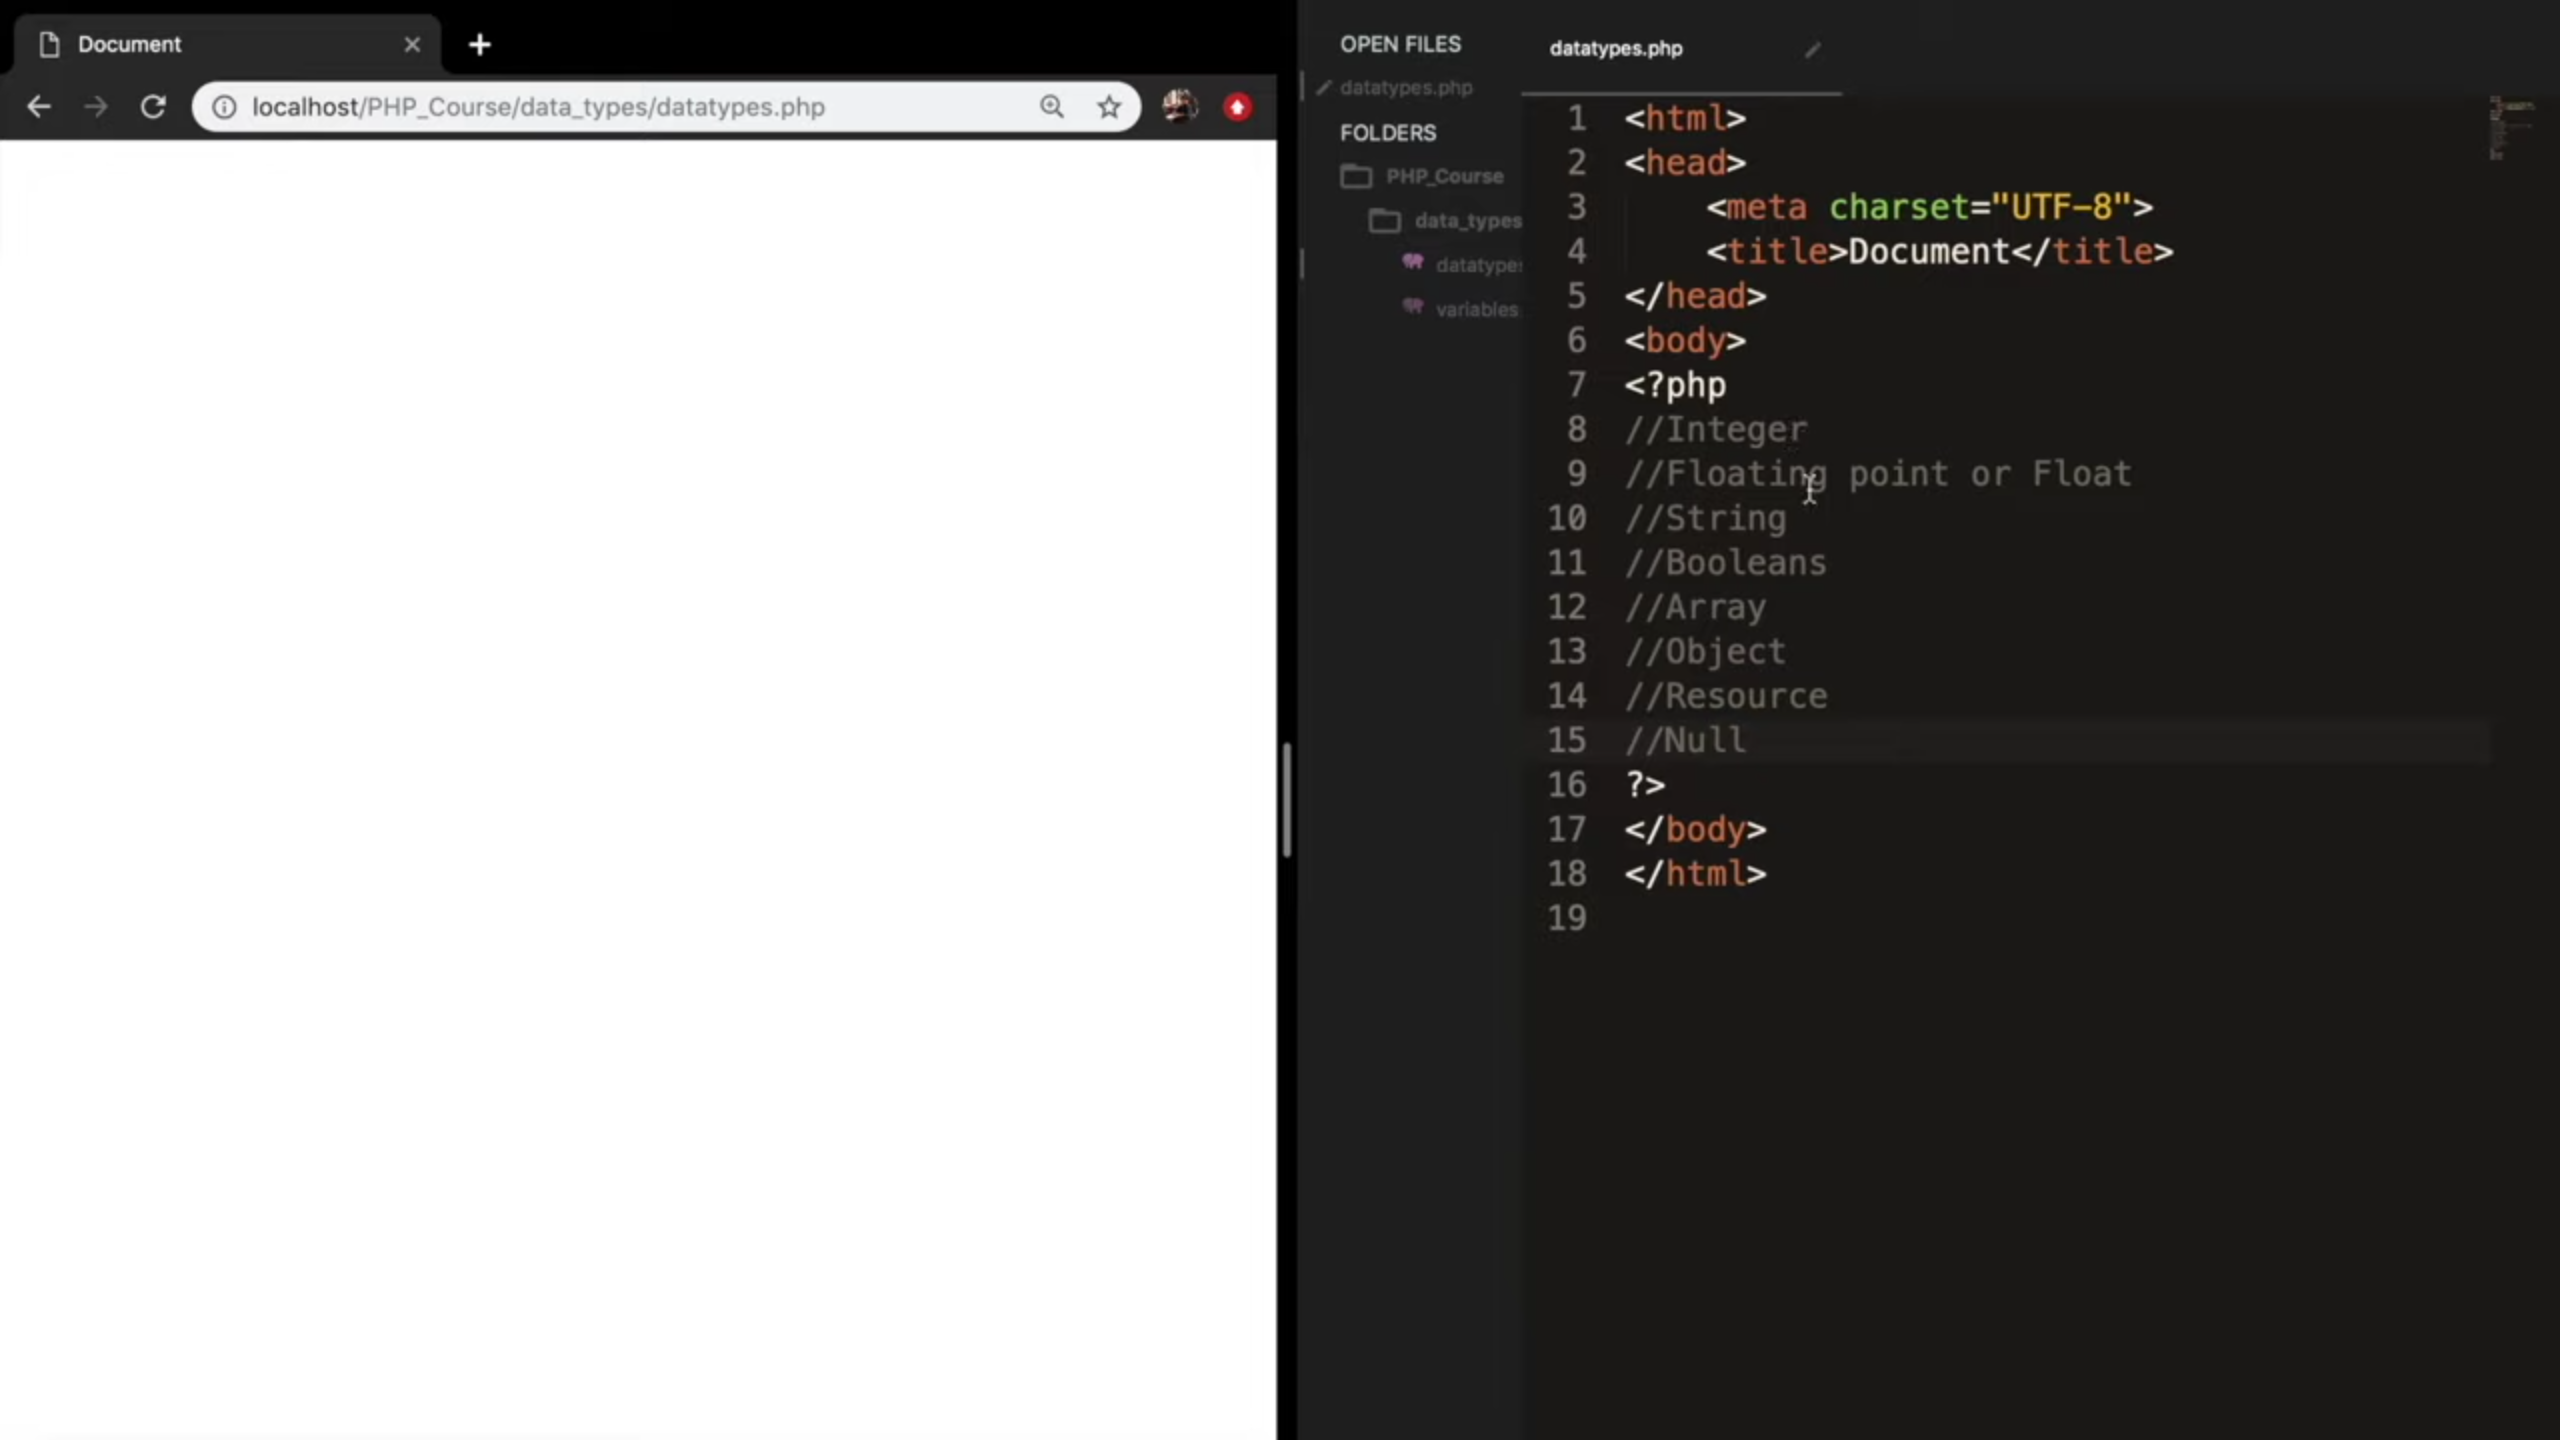 Document
localhost/PHP_Course/data_types/datatypes.php
OPEN FILES
datatypes.php
FOLDERS
PHP_Course
data_types
datatypes
variables
datatypes.php
1 <html>
2 <head>
3     <meta charset="UTF-8">
4     <title>Document</title>
5 </head>
6 <body>
7 <?php
8 //Integer
9 //Floating point or Float
10 //String
11 //Booleans
12 //Array
13 //Object
14 //Resource
15 //Null
16 ?>
17 </body>
18 </html>
19